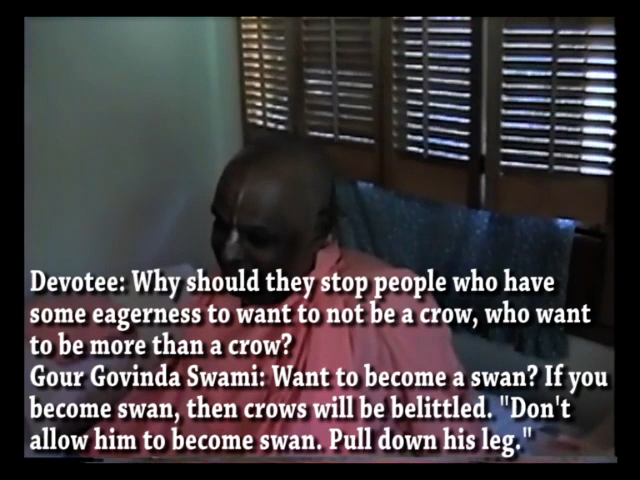 Devotee: Why should they stop people who have
some eagerness to want to not be a crow, who want
to be more than a crow?
Gour Govinda Swami: Want to become a swan? If you
become swan, then crows will be belittled. "Don't
allow him to become swan. Pull down his leg."